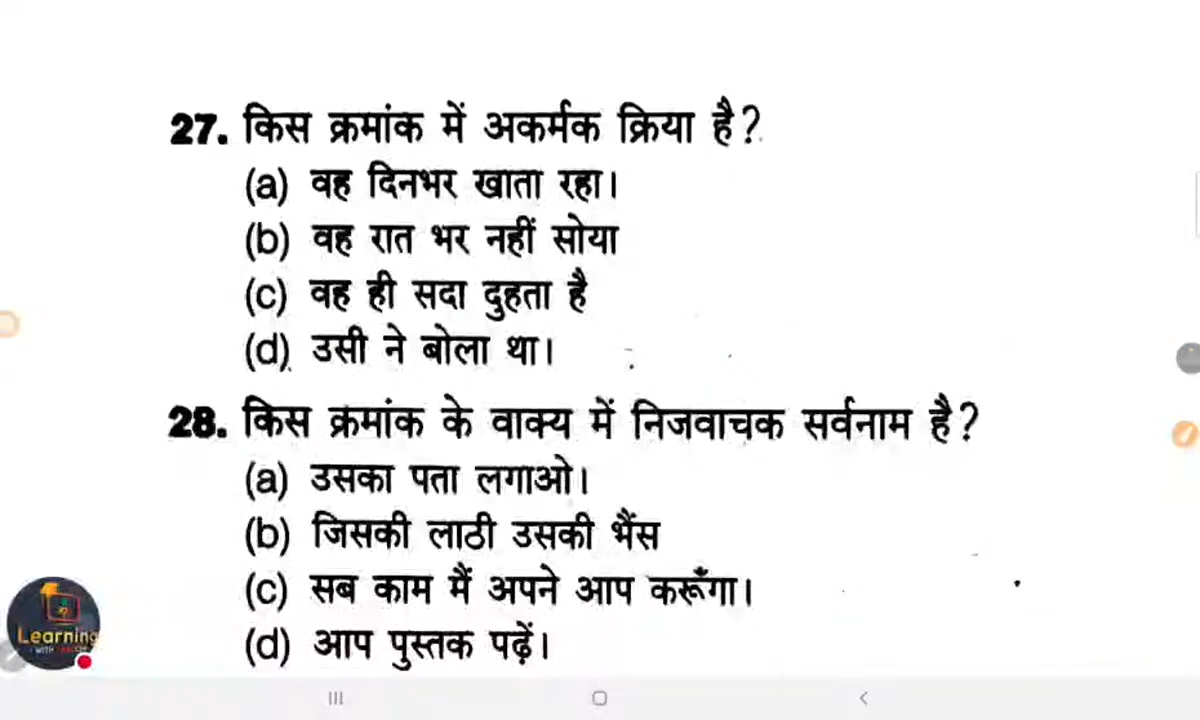 27. किस क्रमांक में अकर्मक क्रिया है?
(a) वह दिनभर खाता रहा।
(b) वह रात भर नहीं सोया
(c) वह ही सदा दुहता है
(d) उसी ने बोला था।
28. किस क्रमांक के वाक्य में निजवाचक सर्वनाम है?
(a) उसका पता लगाओ।
(b) जिसकी लाठी उसकी भैंस
(c) सब काम मैं अपने आप करूँगा।
(d) आप पुस्तक पढ़ें।
Learning
WITH